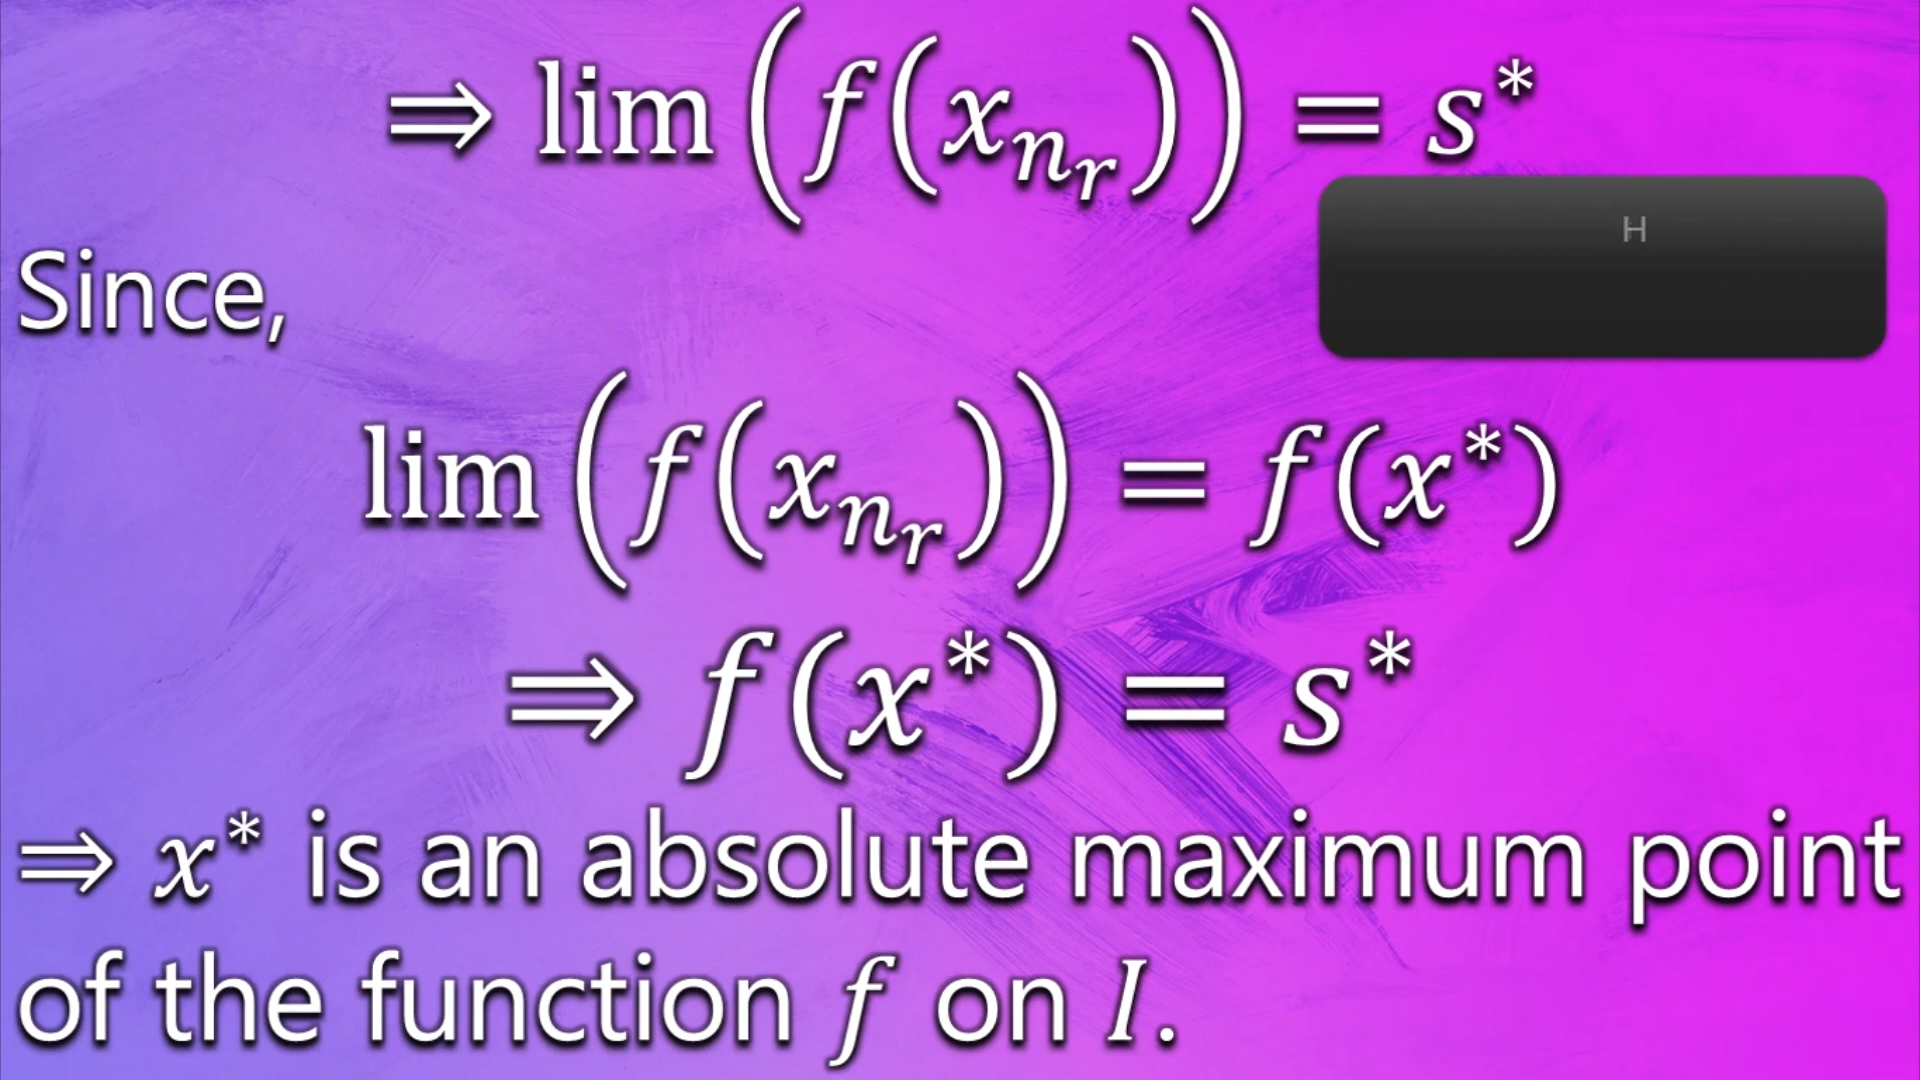 ⇒ lim (f(x_{n_r})) = s*
H
Since,
lim (f(x_{n_r})) = f(x*)
⇒ f(x*) = s*
⇒ x* is an absolute maximum point
of the function f on I.